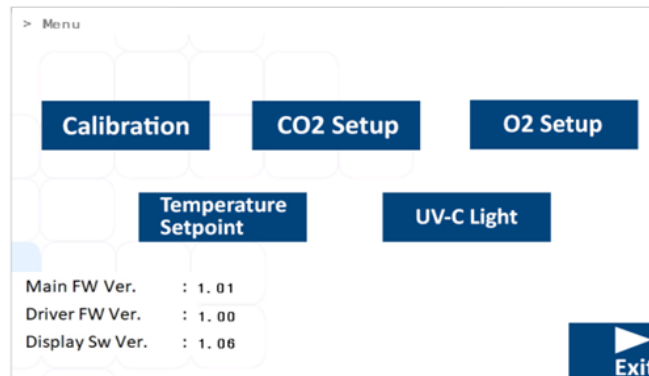 > Menu
Calibration
CO2 Setup
O2 Setup
Temperature
Setpoint
UV-C Light
Main FW Ver. : 1.01
Driver FW Ver. : 1.00
Display Sw Ver. : 1.06
Exit